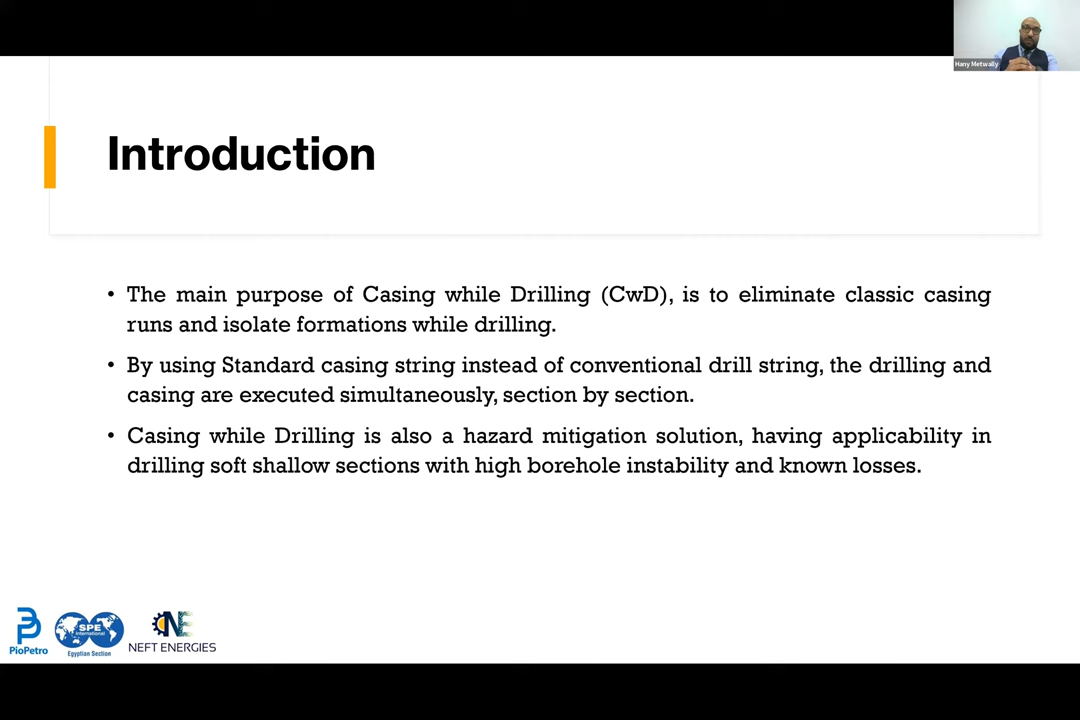 Hany Metwally
Introduction
• The main purpose of Casing while Drilling (CwD), is to eliminate classic casing
runs and isolate formations while drilling.
• By using Standard casing string instead of conventional drill string, the drilling and
casing are executed simultaneously, section by section.
• Casing while Drilling is also a hazard mitigation solution, having applicability in
drilling soft shallow sections with high borehole instability and known losses.
PioPetro
SPE
International
Egyptian Section
NE
NEFT ENERGIES